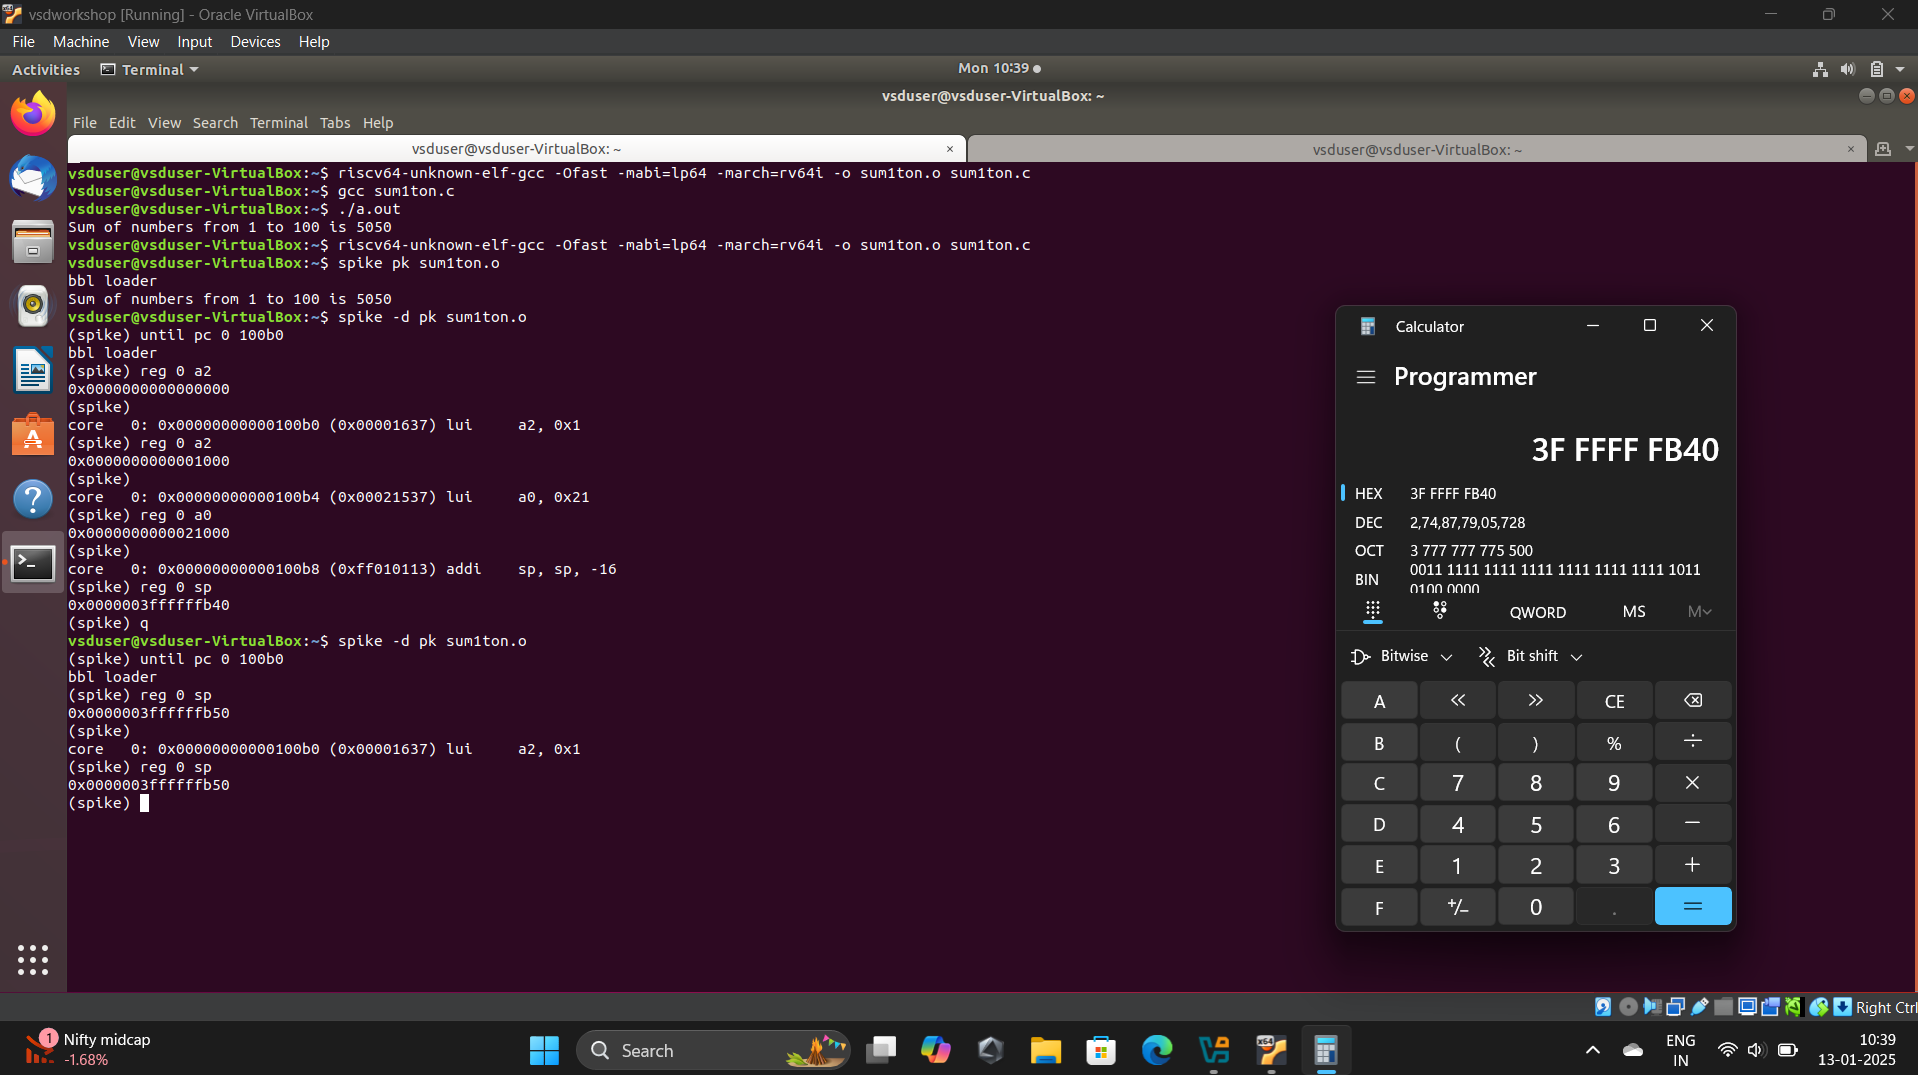 vsdworkshop [Running] - Oracle VirtualBox
File Machine View Input Devices Help
Activities Terminal Mon 10:39
vsduser@vsduser-VirtualBox: ~
File Edit View Search Terminal Tabs Help
vsduser@vsduser-VirtualBox: ~ × vsduser@vsduser-VirtualBox: ~ ×
vsduser@vsduser-VirtualBox:~$ riscv64-unknown-elf-gcc -Ofast -mabi=lp64 -march=rv64i -o sum1ton.o sum1ton.c
vsduser@vsduser-VirtualBox:~$ gcc sum1ton.c
vsduser@vsduser-VirtualBox:~$ ./a.out
Sum of numbers from 1 to 100 is 5050
vsduser@vsduser-VirtualBox:~$ riscv64-unknown-elf-gcc -Ofast -mabi=lp64 -march=rv64i -o sum1ton.o sum1ton.c
vsduser@vsduser-VirtualBox:~$ spike pk sum1ton.o
bbl loader
Sum of numbers from 1 to 100 is 5050
vsduser@vsduser-VirtualBox:~$ spike -d pk sum1ton.o
(spike) until pc 0 100b0
bbl loader
(spike) reg 0 a2
0x0000000000000000
(spike)
core   0: 0x00000000000100b0 (0x00001637) lui     a2, 0x1
(spike) reg 0 a2
0x0000000000001000
(spike)
core   0: 0x00000000000100b4 (0x00021537) lui     a0, 0x21
(spike) reg 0 a0
0x0000000000021000
(spike)
core   0: 0x00000000000100b8 (0xff010113) addi    sp, sp, -16
(spike) reg 0 sp
0x0000003ffffffb40
(spike) q
vsduser@vsduser-VirtualBox:~$ spike -d pk sum1ton.o
(spike) until pc 0 100b0
bbl loader
(spike) reg 0 sp
0x0000003ffffffb50
(spike)
core   0: 0x00000000000100b0 (0x00001637) lui     a2, 0x1
(spike) reg 0 sp
0x0000003ffffffb50
(spike)
Calculator
Programmer
3F FFFF FB40
HEX 3F FFFF FB40
DEC 2,74,87,79,05,728
OCT 3 777 777 775 500
BIN 0011 1111 1111 1111 1111 1111 1111 1011
0100 0000
QWORD MS M
Bitwise Bit shift
A << >> CE
B ( ) % ÷
C 7 8 9 ×
D 4 5 6 −
E 1 2 3 +
F +/− 0 . =
Right Ctrl
1 Nifty midcap
-1.68%
Search
x64
ENG
IN
10:39
13-01-2025